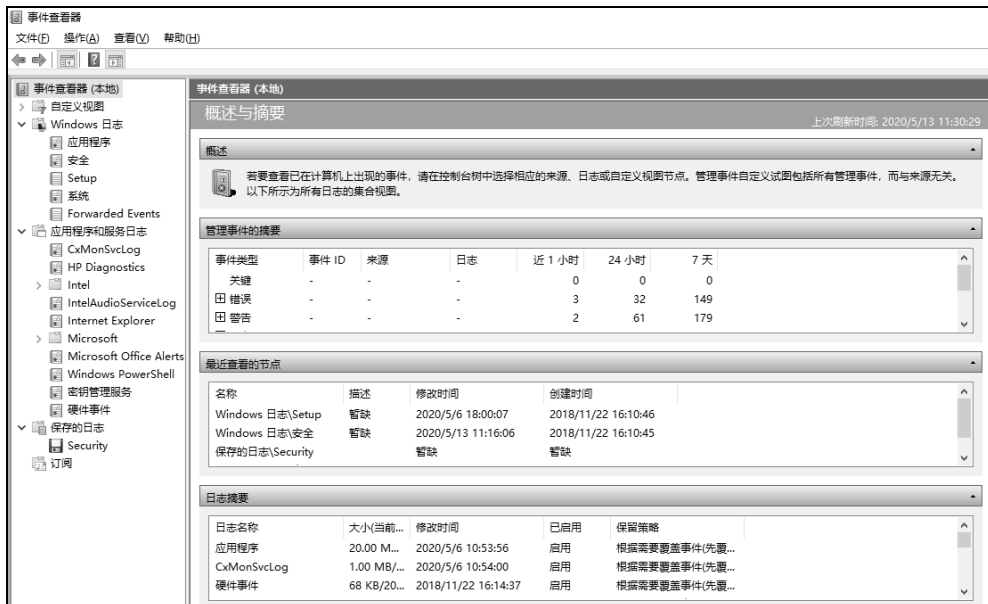 事件查看器
文件(F) 操作(A) 查看(V) 帮助(H)
事件查看器 (本地)
自定义视图
Windows 日志
应用程序
安全
Setup
系统
Forwarded Events
应用程序和服务日志
CxMonSvcLog
HP Diagnostics
Intel
IntelAudioServiceLog
Internet Explorer
Microsoft
Microsoft Office Alerts
Windows PowerShell
密钥管理服务
硬件事件
保存的日志
Security
订阅
事件查看器 (本地)
概述与摘要
上次刷新时间: 2020/5/13 11:30:29
概述
若要查看已在计算机上出现的事件，请在控制台树中选择相应的来源、日志或自定义视图节点。管理事件自定义试图包括所有管理事件，而与来源无关。
以下所示为所有日志的集合视图。
管理事件的摘要
事件类型 事件 ID 来源 日志 近 1 小时 24 小时 7 天
关键 - - - 0 0 0
错误 - - - 3 32 149
警告 - - - 2 61 179
最近查看的节点
名称 描述 修改时间 创建时间
Windows 日志\Setup 暂缺 2020/5/6 18:00:07 2018/11/22 16:10:46
Windows 日志\安全 暂缺 2020/5/13 11:16:06 2018/11/22 16:10:45
保存的日志\Security 暂缺 暂缺
日志摘要
日志名称 大小(当前... 修改时间 已启用 保留策略
应用程序 20.00 M... 2020/5/6 10:53:56 启用 根据需要覆盖事件(先覆...
CxMonSvcLog 1.00 MB/... 2020/5/6 10:54:00 启用 根据需要覆盖事件(先覆...
硬件事件 68 KB/20... 2018/11/22 16:14:37 启用 根据需要覆盖事件(先覆...